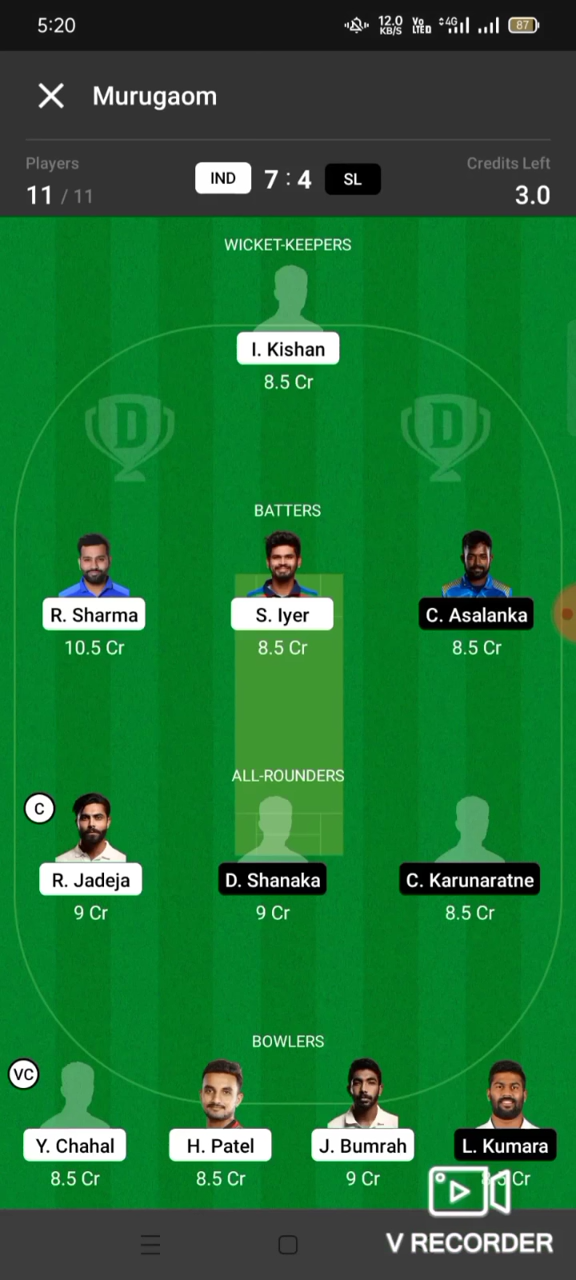 5:20
12.0 KB/S
Vo LTED
4G
87
Murugaom
Players
11 / 11
IND 7 : 4 SL
Credits Left
3.0
WICKET-KEEPERS
I. Kishan
8.5 Cr
D
D
BATTERS
R. Sharma
S. Iyer
C. Asalanka
10.5 Cr
8.5 Cr
8.5 Cr
ALL-ROUNDERS
C
R. Jadeja
D. Shanaka
C. Karunaratne
9 Cr
9 Cr
8.5 Cr
BOWLERS
VC
Y. Chahal
H. Patel
J. Bumrah
L. Kumara
8.5 Cr
8.5 Cr
9 Cr
V RECORDER